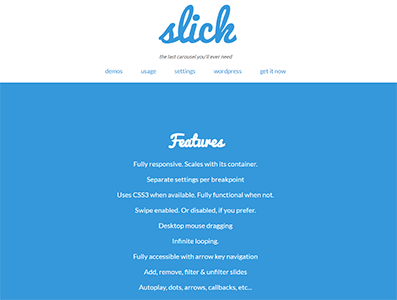 slick
the last carousel you'll ever need
demos usage settings wordpress get it now
Features
Fully responsive. Scales with its container.
Separate settings per breakpoint
Uses CSS3 when available. Fully functional when not.
Swipe enabled. Or disabled, if you prefer.
Desktop mouse dragging
Infinite looping.
Fully accessible with arrow key navigation
Add, remove, filter & unfilter slides
Autoplay, dots, arrows, callbacks, etc...